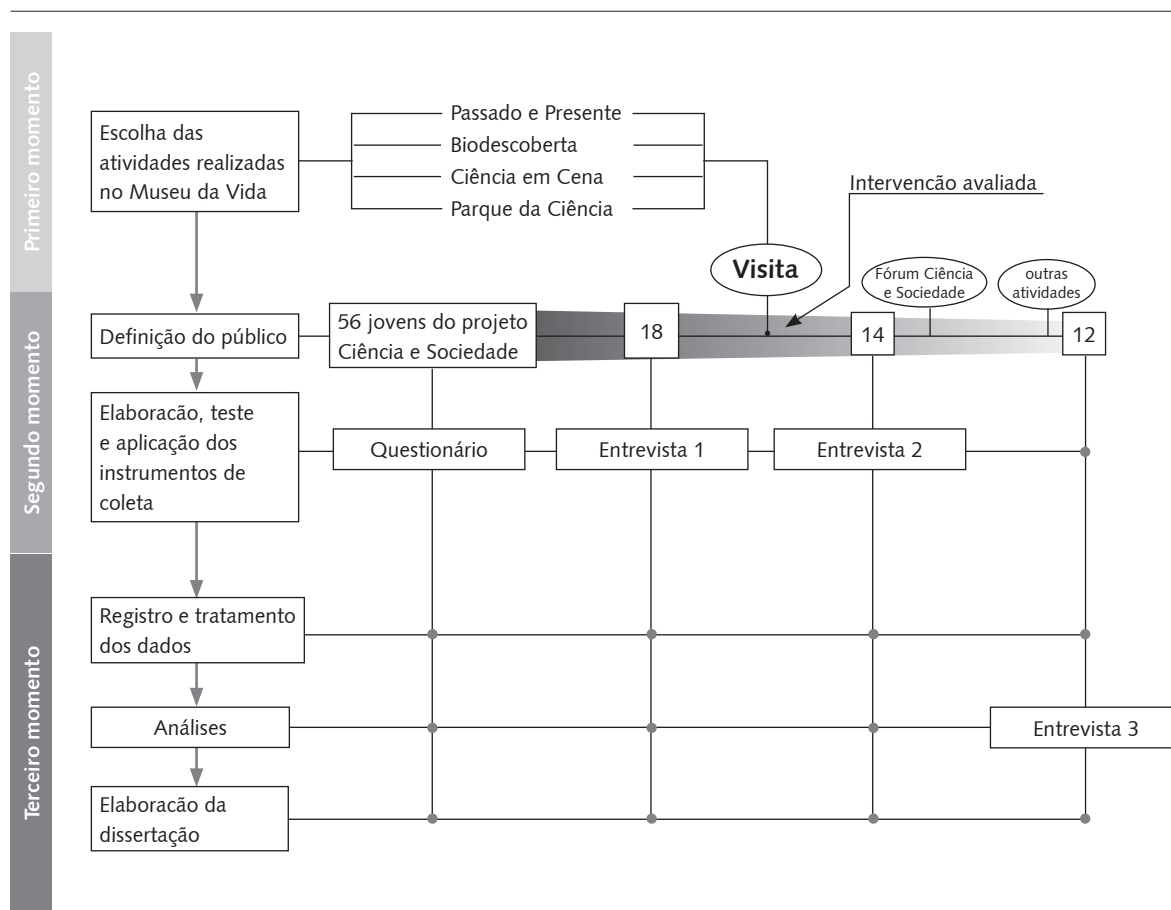 Primeiro momento
Escolha das
atividades realizadas
no Museu da Vida
Passado e Presente
Biodescoberta
Ciência em Cena
Parque da Ciência
Intervencão avaliada
Visita
Fórum Ciência
e Sociedade
outras
atividades
Segundo momento
Definição do público
56 jovens do projeto
Ciência e Sociedade
18
14
12
Elaboracão, teste
e aplicação dos
instrumentos de
coleta
Questionário
Entrevista 1
Entrevista 2
Terceiro momento
Registro e tratamento
dos dados
Análises
Entrevista 3
Elaboracão da
dissertação